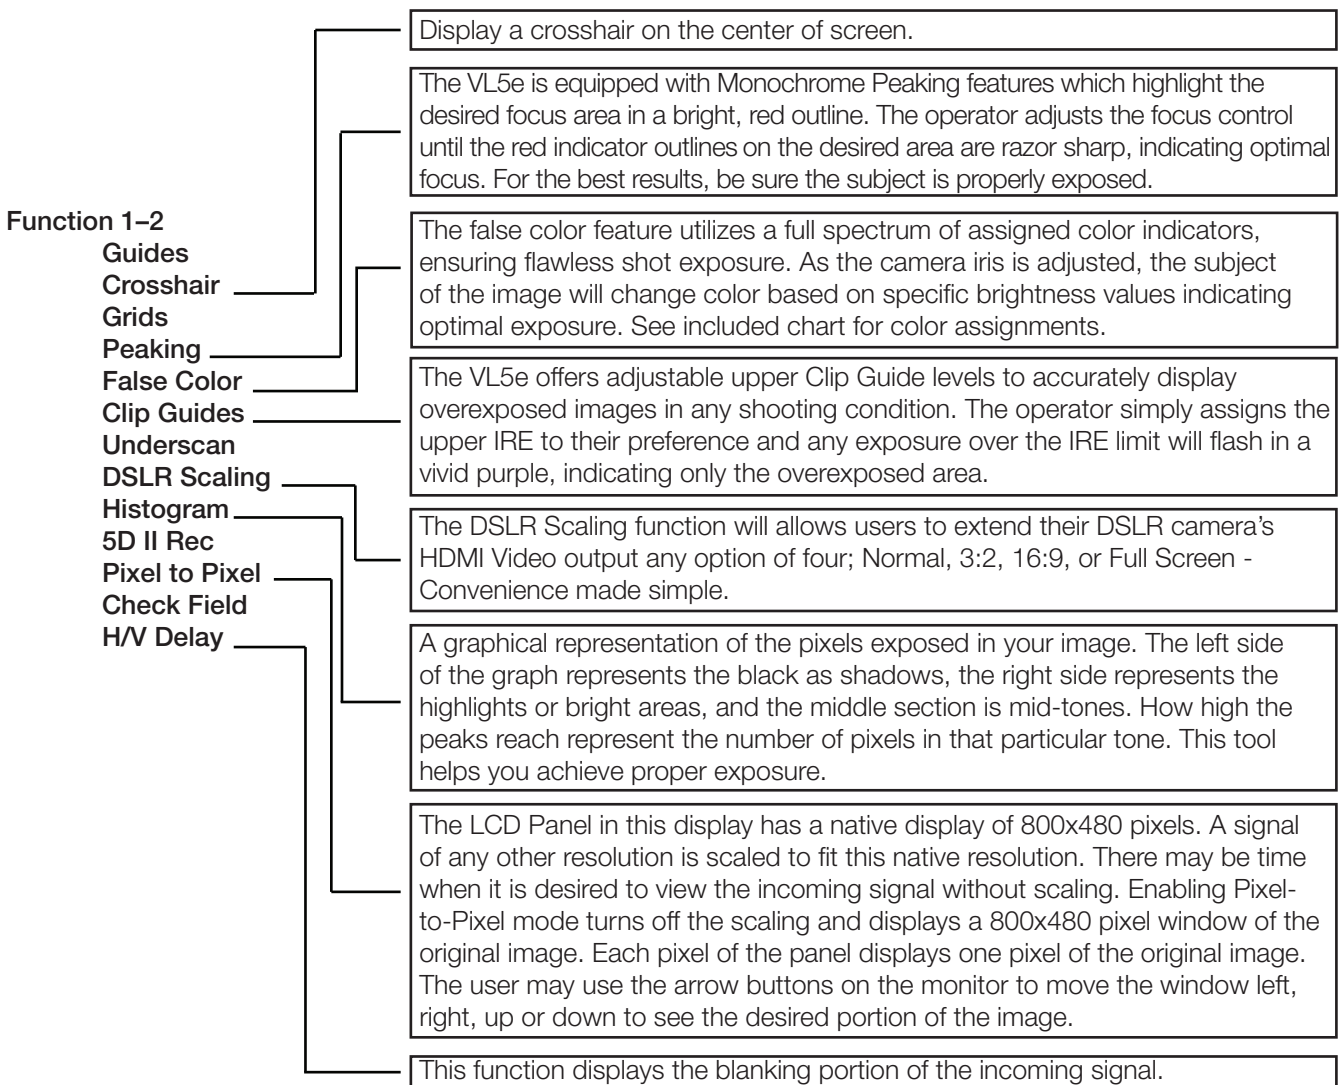 Display a crosshair on the center of screen.
The VL5e is equipped with Monochrome Peaking features which highlight the
desired focus area in a bright, red outline. The operator adjusts the focus control
until the red indicator outlines on the desired area are razor sharp, indicating optimal
focus. For the best results, be sure the subject is properly exposed.
Function 1–2
Guides
Crosshair
Grids
Peaking
False Color
Clip Guides
Underscan
DSLR Scaling
Histogram
5D II Rec
Pixel to Pixel
Check Field
H/V Delay
The false color feature utilizes a full spectrum of assigned color indicators,
ensuring flawless shot exposure. As the camera iris is adjusted, the subject
of the image will change color based on specific brightness values indicating
optimal exposure. See included chart for color assignments.
The VL5e offers adjustable upper Clip Guide levels to accurately display
overexposed images in any shooting condition. The operator simply assigns the
upper IRE to their preference and any exposure over the IRE limit will flash in a
vivid purple, indicating only the overexposed area.
The DSLR Scaling function will allows users to extend their DSLR camera’s
HDMI Video output any option of four; Normal, 3:2, 16:9, or Full Screen -
Convenience made simple.
A graphical representation of the pixels exposed in your image. The left side
of the graph represents the black as shadows, the right side represents the
highlights or bright areas, and the middle section is mid-tones. How high the
peaks reach represent the number of pixels in that particular tone. This tool
helps you achieve proper exposure.
The LCD Panel in this display has a native display of 800x480 pixels. A signal
of any other resolution is scaled to fit this native resolution. There may be time
when it is desired to view the incoming signal without scaling. Enabling Pixel-
to-Pixel mode turns off the scaling and displays a 800x480 pixel window of the
original image. Each pixel of the panel displays one pixel of the original image.
The user may use the arrow buttons on the monitor to move the window left,
right, up or down to see the desired portion of the image.
This function displays the blanking portion of the incoming signal.